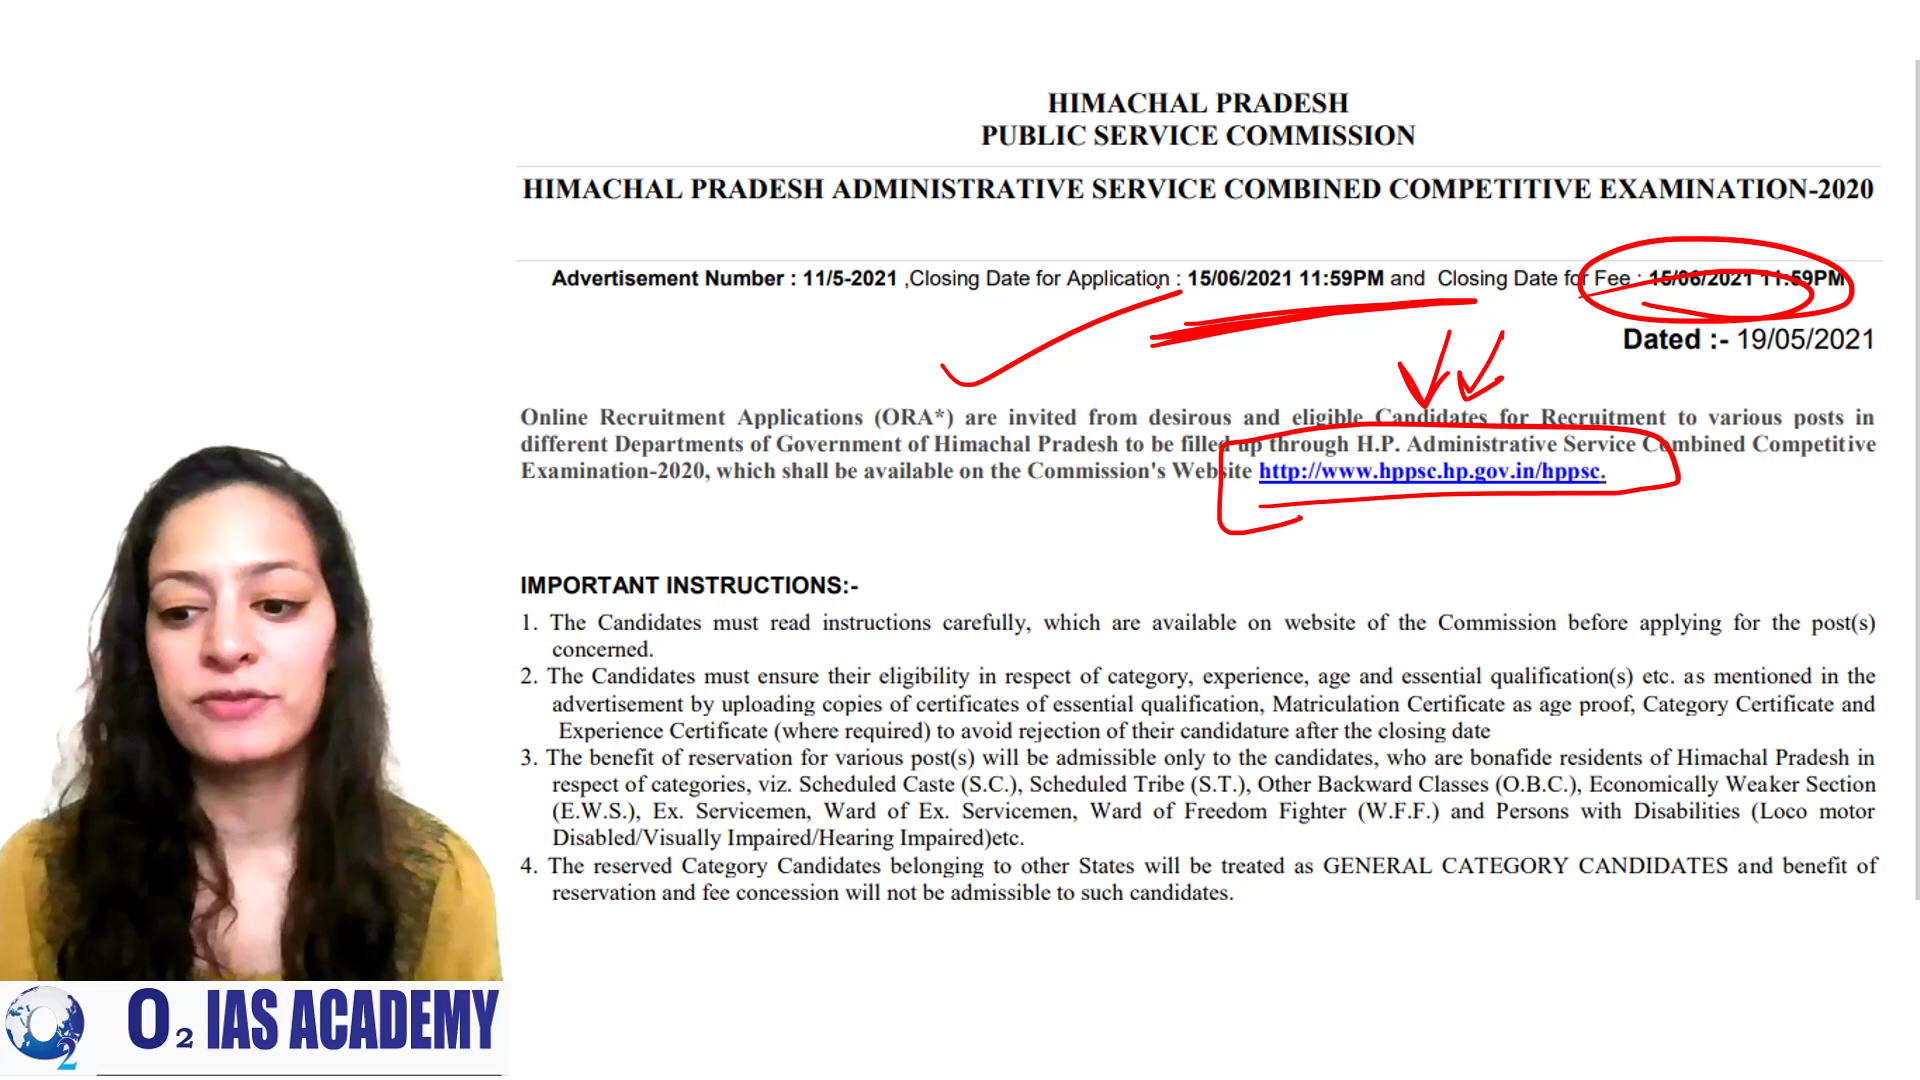 HIMACHAL PRADESH
PUBLIC SERVICE COMMISSION
HIMACHAL PRADESH ADMINISTRATIVE SERVICE COMBINED COMPETITIVE EXAMINATION-2020
Advertisement Number : 11/5-2021 ,Closing Date for Application : 15/06/2021 11:59PM and Closing Date for Fee : 15/06/2021 11:59PM
Dated :- 19/05/2021
Online Recruitment Applications (ORA*) are invited from desirous and eligible Candidates for Recruitment to various posts in
different Departments of Government of Himachal Pradesh to be filled up through H.P. Administrative Service Combined Competitive
Examination-2020, which shall be available on the Commission's Website http://www.hppsc.hp.gov.in/hppsc.
IMPORTANT INSTRUCTIONS:-
1. The Candidates must read instructions carefully, which are available on website of the Commission before applying for the post(s)
concerned.
2. The Candidates must ensure their eligibility in respect of category, experience, age and essential qualification(s) etc. as mentioned in the
advertisement by uploading copies of certificates of essential qualification, Matriculation Certificate as age proof, Category Certificate and
Experience Certificate (where required) to avoid rejection of their candidature after the closing date
3. The benefit of reservation for various post(s) will be admissible only to the candidates, who are bonafide residents of Himachal Pradesh in
respect of categories, viz. Scheduled Caste (S.C.), Scheduled Tribe (S.T.), Other Backward Classes (O.B.C.), Economically Weaker Section
(E.W.S.), Ex. Servicemen, Ward of Ex. Servicemen, Ward of Freedom Fighter (W.F.F.) and Persons with Disabilities (Loco motor
Disabled/Visually Impaired/Hearing Impaired)etc.
4. The reserved Category Candidates belonging to other States will be treated as GENERAL CATEGORY CANDIDATES and benefit of
reservation and fee concession will not be admissible to such candidates.
O2 IAS ACADEMY